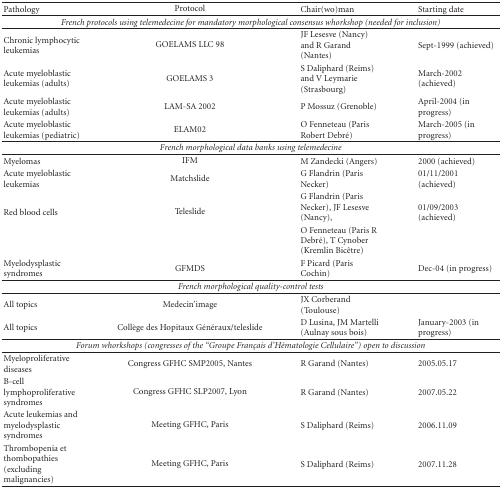 Pathology Protocol Chair(wo)man Starting date
French protocols using telemedecine for mandatory morphological consensus whorkshop (needed for inclusion)
Chronic lymphocytic leukemias GOELAMS LLC 98 JF Lesesve (Nancy) and R Garand (Nantes) Sept-1999 (achieved)
Acute myeloblastic leukemias (adults) GOELAMS 3 S Daliphard (Reims) and V Leymarie (Strasbourg) March-2002 (achieved)
Acute myeloblastic leukemias (adults) LAM-SA 2002 P Mossuz (Grenoble) April-2004 (in progress)
Acute myeloblastic leukemias (pediatric) ELAM02 O Fenneteau (Paris Robert Debré) March-2005 (in progress)
French morphological data banks using telemedecine
Myelomas IFM M Zandecki (Angers) 2000 (achieved)
Acute myeloblastic leukemias Matchslide G Flandrin (Paris Necker) 01/11/2001 (achieved)
Red blood cells Teleslide G Flandrin (Paris Necker), JF Lesesve (Nancy), 01/09/2003 (achieved)
O Fenneteau (Paris R Debré), T Cynober (Kremlin Bicêtre)
Myelodysplastic syndromes GFMDS F Picard (Paris Cochin) Dec-04 (in progress)
French morphological quality-control tests
All topics Medecin'image JX Corberand (Toulouse)
All topics Collège des Hopitaux Généraux/teleslide D Lusina, JM Martelli (Aulnay sous bois) January-2003 (in progress)
Forum whorkshops (congresses of the "Groupe Français d'Hématologie Cellulaire") open to discussion
Myeloproliferative diseases Congress GFHC SMP2005, Nantes R Garand (Nantes) 2005.05.17
B-cell lymphoproliferative syndromes Congress GFHC SLP2007, Lyon R Garand (Nantes) 2007.05.22
Acute leukemias and myelodysplastic syndromes Meeting GFHC, Paris S Daliphard (Reims) 2006.11.09
Thrombopenia et thombopathies (excluding malignancies) Meeting GFHC, Paris S Daliphard (Reims) 2007.11.28